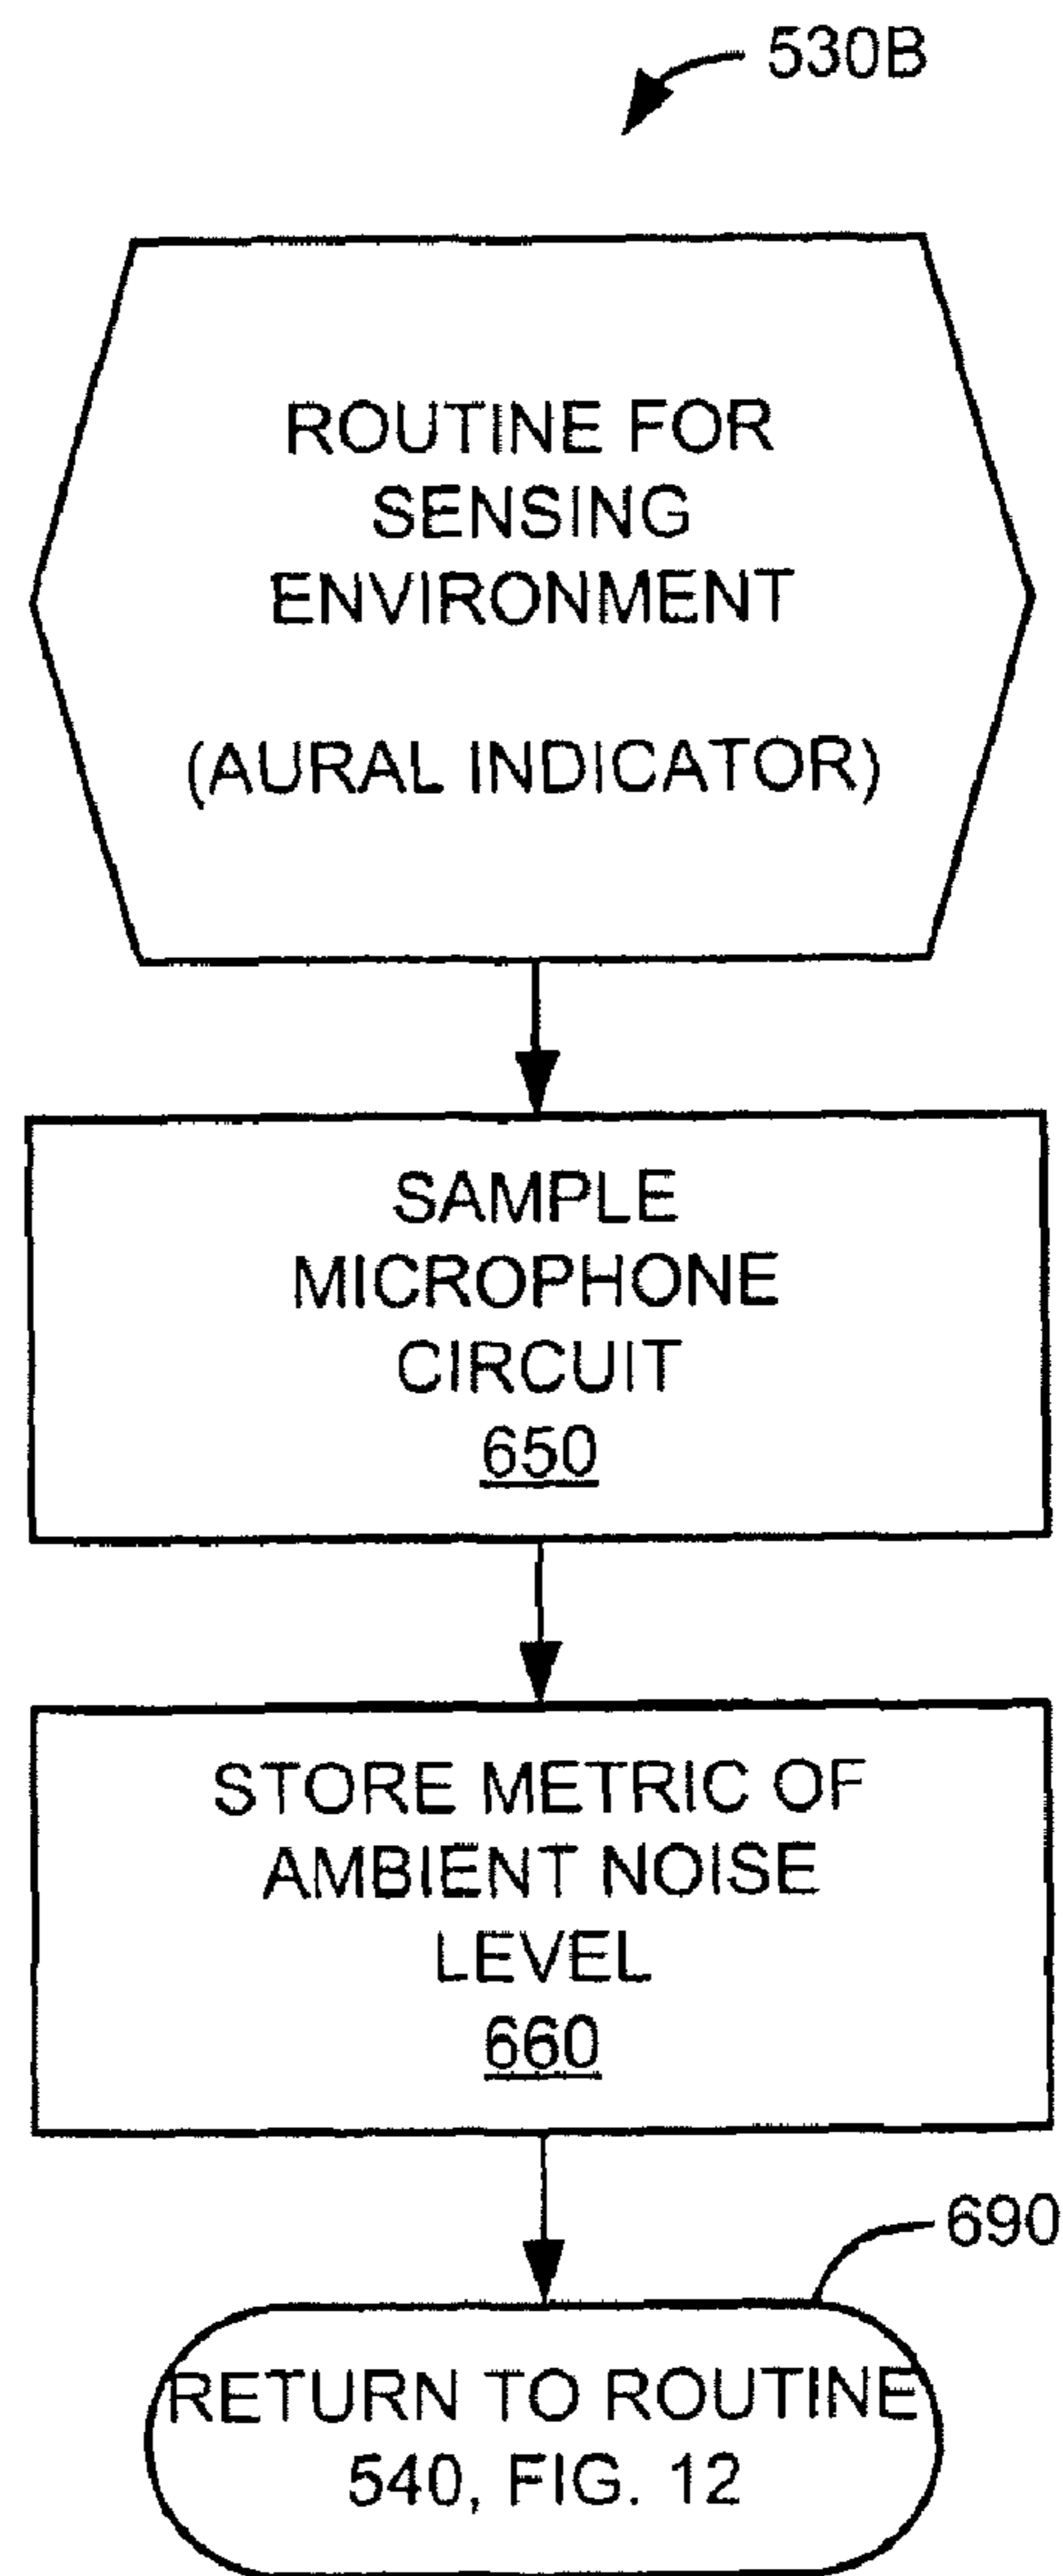 530B
ROUTINE FOR
SENSING
ENVIRONMENT
(AURAL INDICATOR)
SAMPLE
MICROPHONE
CIRCUIT
650
STORE METRIC OF
AMBIENT NOISE
LEVEL
660
690
RETURN TO ROUTINE
540, FIG. 12